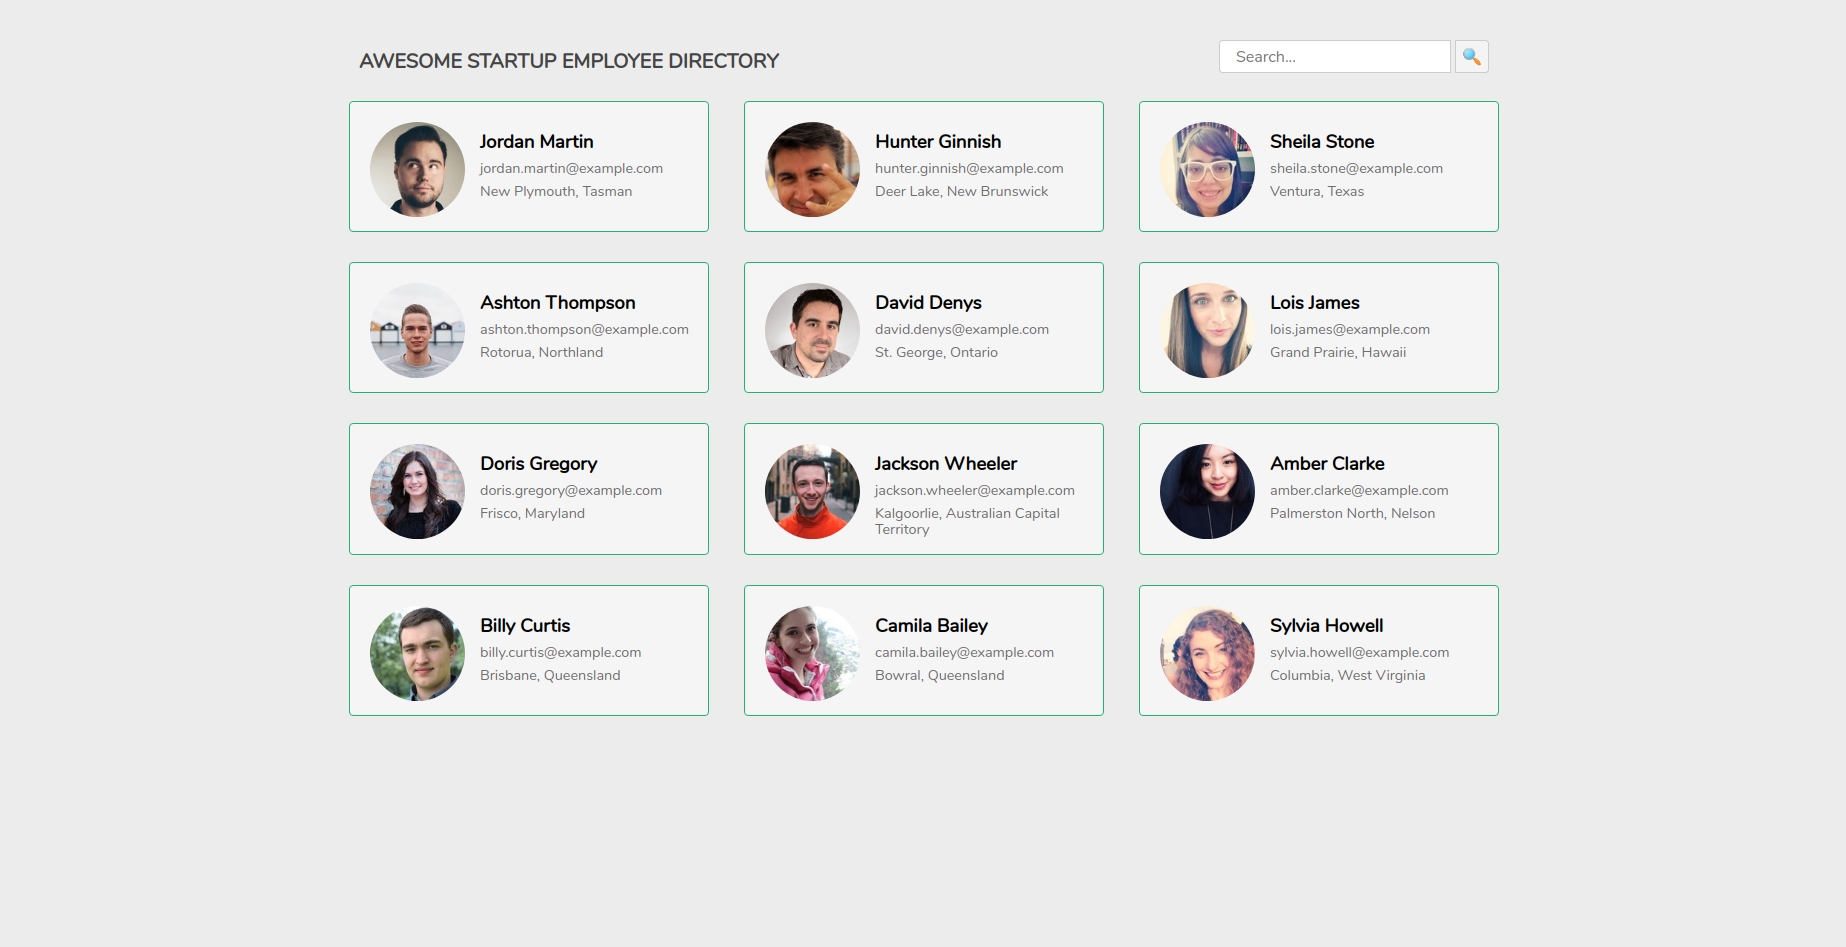 AWESOME STARTUP EMPLOYEE DIRECTORY
Search...
Jordan Martin
jordan.martin@example.com
New Plymouth, Tasman
Hunter Ginnish
hunter.ginnish@example.com
Deer Lake, New Brunswick
Sheila Stone
sheila.stone@example.com
Ventura, Texas
Ashton Thompson
ashton.thompson@example.com
Rotorua, Northland
David Denys
david.denys@example.com
St. George, Ontario
Lois James
lois.james@example.com
Grand Prairie, Hawaii
Doris Gregory
doris.gregory@example.com
Frisco, Maryland
Jackson Wheeler
jackson.wheeler@example.com
Kalgoorlie, Australian Capital
Territory
Amber Clarke
amber.clarke@example.com
Palmerston North, Nelson
Billy Curtis
billy.curtis@example.com
Brisbane, Queensland
Camila Bailey
camila.bailey@example.com
Bowral, Queensland
Sylvia Howell
sylvia.howell@example.com
Columbia, West Virginia